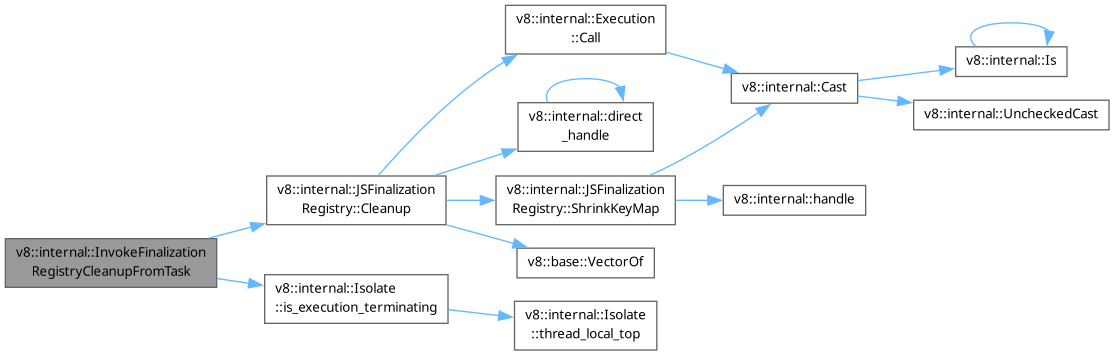 v8::internal::InvokeFinalization
RegistryCleanupFromTask
v8::internal::JSFinalization
Registry::Cleanup
v8::internal::Execution
::Call
v8::internal::Cast
v8::internal::Is
v8::internal::UncheckedCast
v8::internal::direct
_handle
v8::internal::JSFinalization
Registry::ShrinkKeyMap
v8::internal::handle
v8::base::VectorOf
v8::internal::Isolate
::is_execution_terminating
v8::internal::Isolate
::thread_local_top